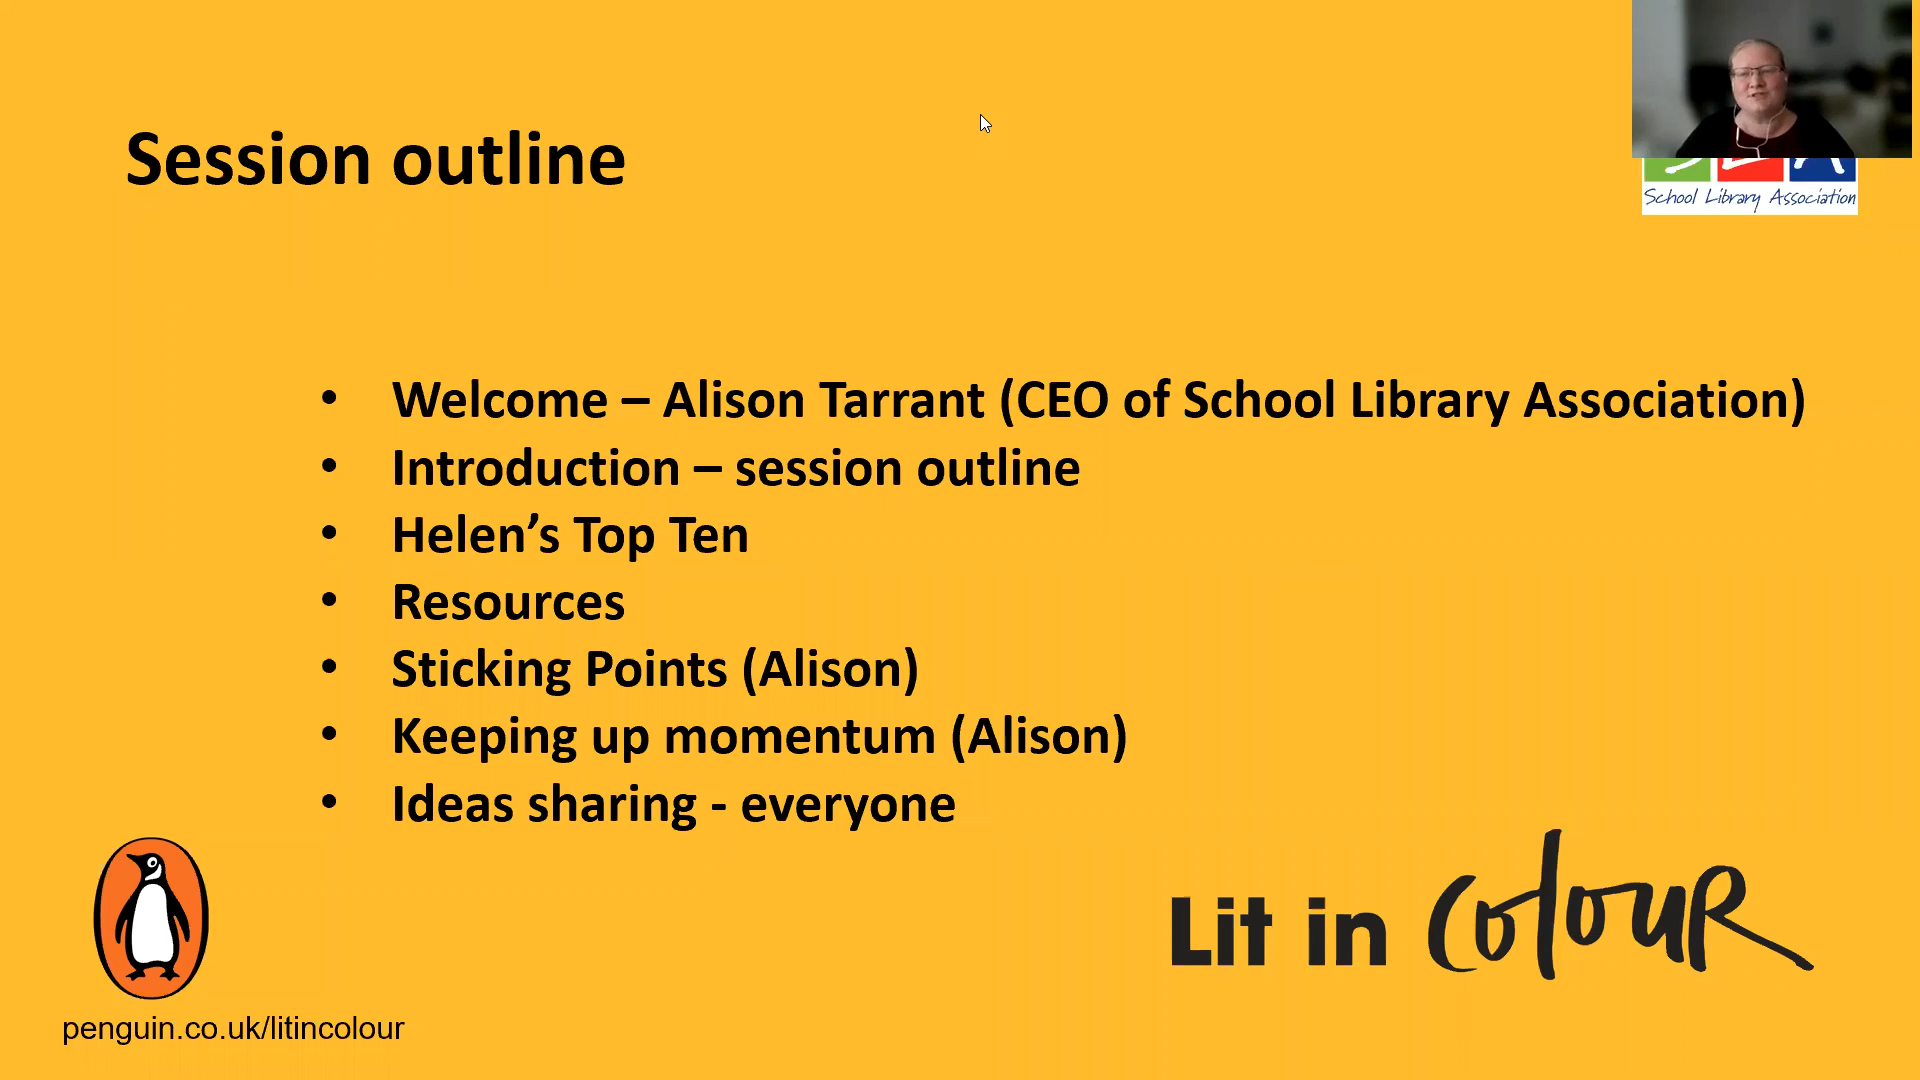 Session outline
School Library Association
• Welcome – Alison Tarrant (CEO of School Library Association)
• Introduction – session outline
• Helen’s Top Ten
• Resources
• Sticking Points (Alison)
• Keeping up momentum (Alison)
• Ideas sharing - everyone
Lit in Colour
penguin.co.uk/litincolour